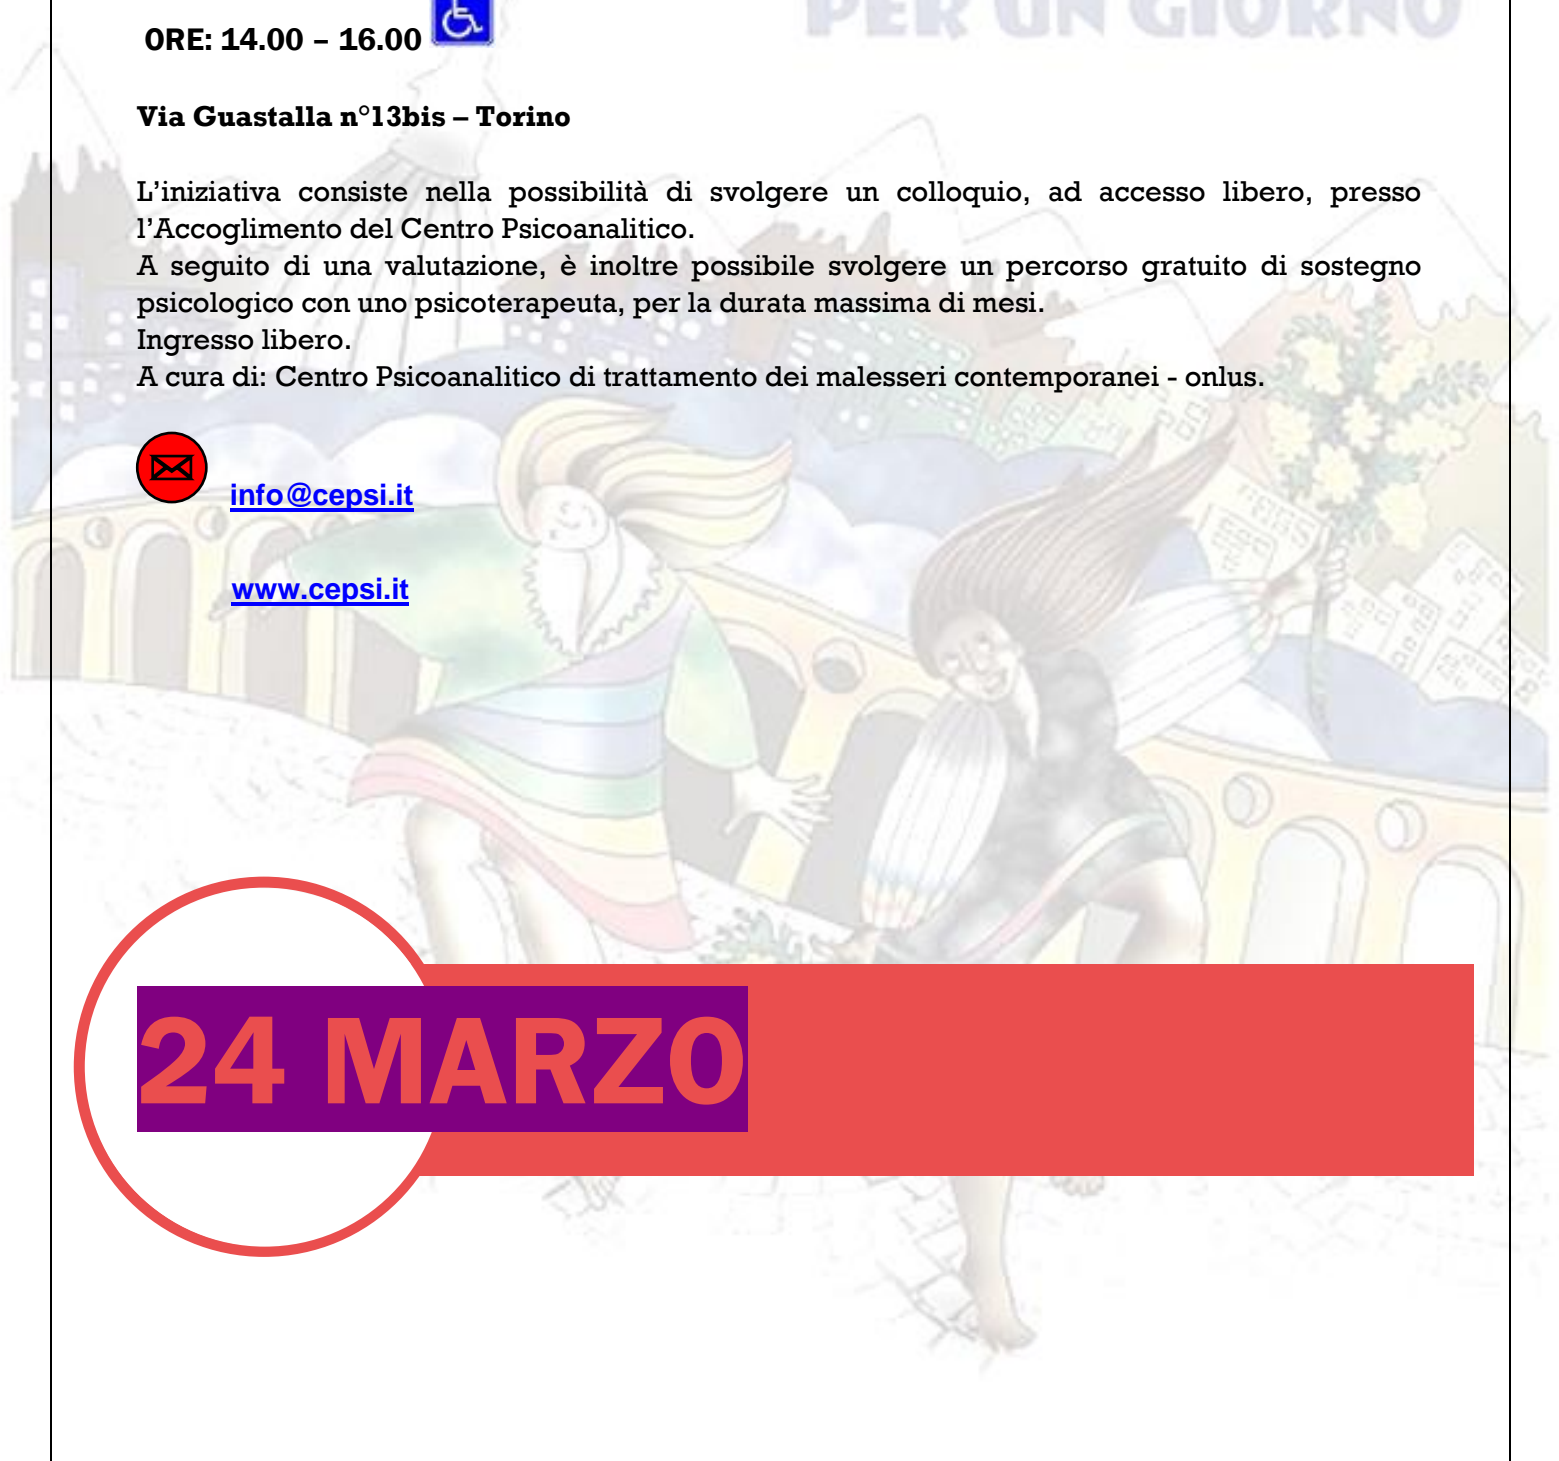 PER UN GIORNO
ORE: 14.00 – 16.00
Via Guastalla n°13bis – Torino
L’iniziativa consiste nella possibilità di svolgere un colloquio, ad accesso libero, presso
l’Accoglimento del Centro Psicoanalitico.
A seguito di una valutazione, è inoltre possibile svolgere un percorso gratuito di sostegno
psicologico con uno psicoterapeuta, per la durata massima di mesi.
Ingresso libero.
A cura di: Centro Psicoanalitico di trattamento dei malesseri contemporanei - onlus.
info@cepsi.it
www.cepsi.it
24 MARZO